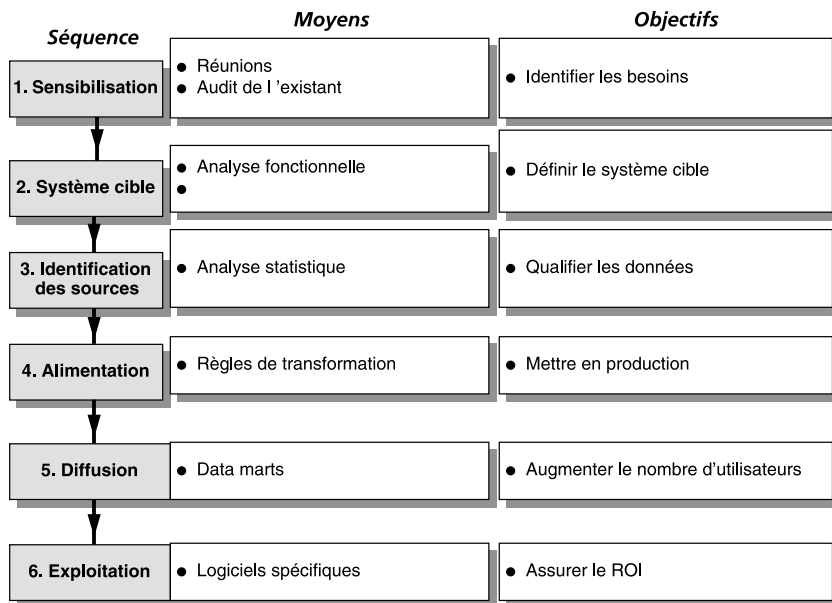 Séquence
Moyens
Objectifs
1. Sensibilisation
● Réunions
● Audit de l ’existant
● Identifier les besoins
2. Système cible
● Analyse fonctionnelle
●
● Définir le système cible
3. Identification
des sources
● Analyse statistique
● Qualifier les données
4. Alimentation
● Règles de transformation
● Mettre en production
5. Diffusion
● Data marts
● Augmenter le nombre d’utilisateurs
6. Exploitation
● Logiciels spécifiques
● Assurer le ROI